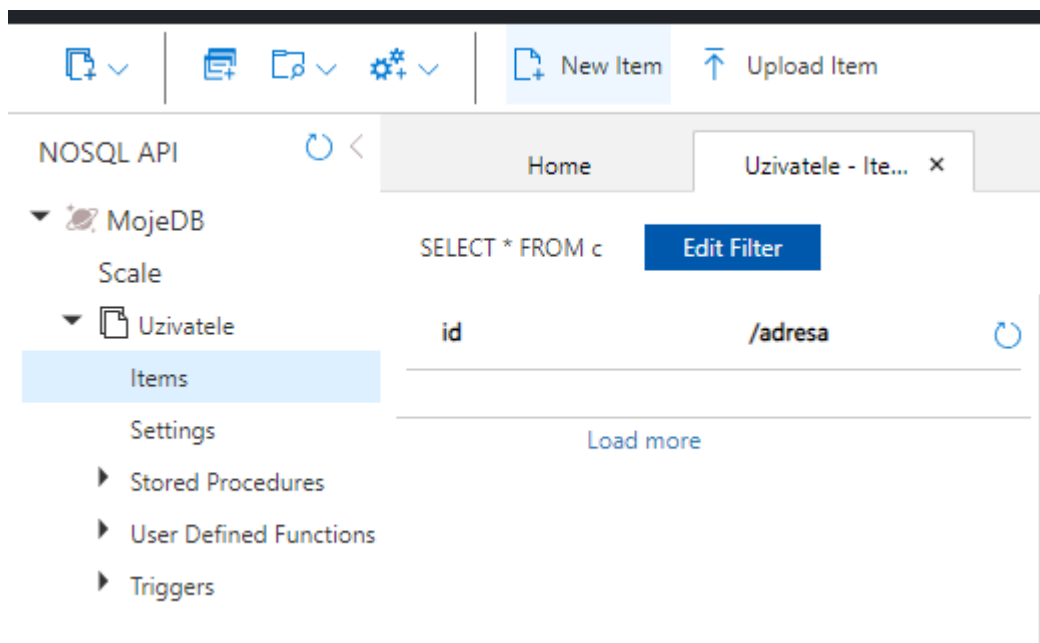 New Item Upload Item
NOSQL API
Home Uzivatele - Ite...
MojeDB
SELECT * FROM c Edit Filter
Scale
Uzivatele
id /adresa
Items
Settings
Load more
Stored Procedures
User Defined Functions
Triggers